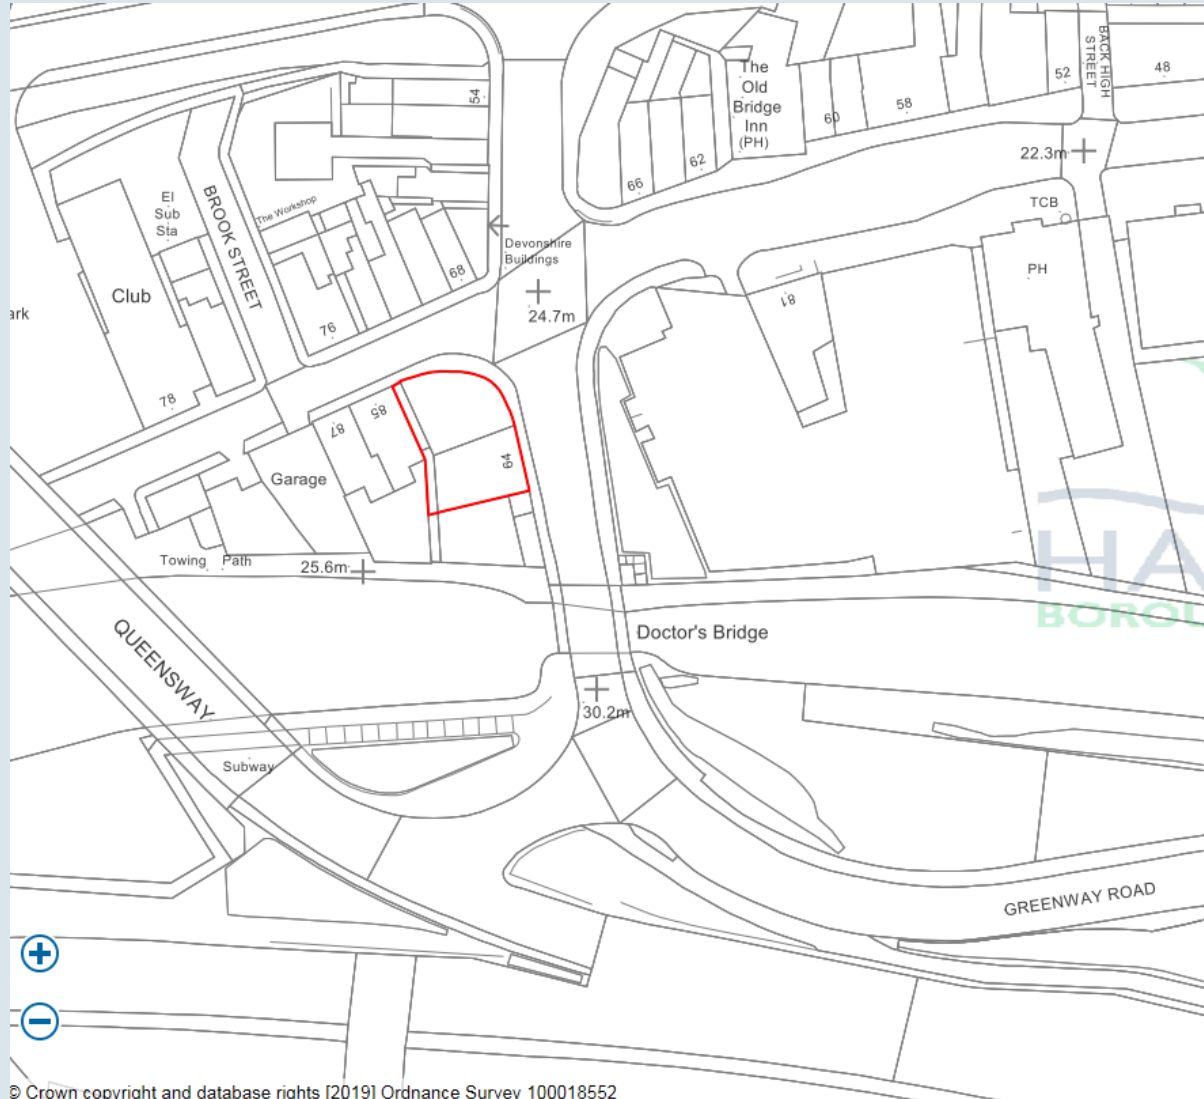 54
The
Old
Bridge
Inn
(PH)
60
58
52
BACK HIGH
STREET
48
22.3m
62
66
El
Sub
Sta
BROOK STREET
The Workshop
TCB
Devonshire
Buildings
68
PH
Club
81
ark
24.7m
76
78
85
87
64
Garage
Towing Path
25.6m
HA
BOROU
Doctor's Bridge
QUEENSWAY
30.2m
Subway
GREENWAY ROAD
© Crown copyright and database rights [2019] Ordnance Survey 100018552